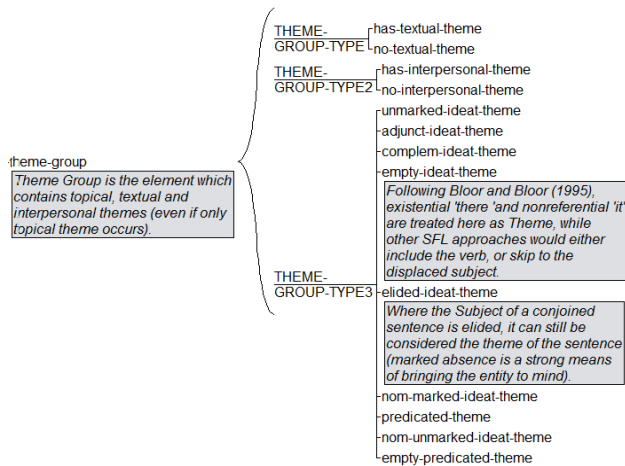 theme-group
Theme Group is the element which
contains topical, textual and
interpersonal themes (even if only
topical theme occurs).
THEME-
GROUP-TYPE
has-textual-theme
no-textual-theme
THEME-
GROUP-TYPE2
has-interpersonal-theme
no-interpersonal-theme
THEME-
GROUP-TYPE3
unmarked-ideat-theme
adjunct-ideat-theme
complem-ideat-theme
empty-ideat-theme
Following Bloor and Bloor (1995),
existential 'there 'and nonreferential 'it'
are treated here as Theme, while
other SFL approaches would either
include the verb, or skip to the
displaced subject.
elided-ideat-theme
Where the Subject of a conjoined
sentence is elided, it can still be
considered the theme of the sentence
(marked absence is a strong means
of bringing the entity to mind).
nom-marked-ideat-theme
predicated-theme
nom-unmarked-ideat-theme
empty-predicated-theme